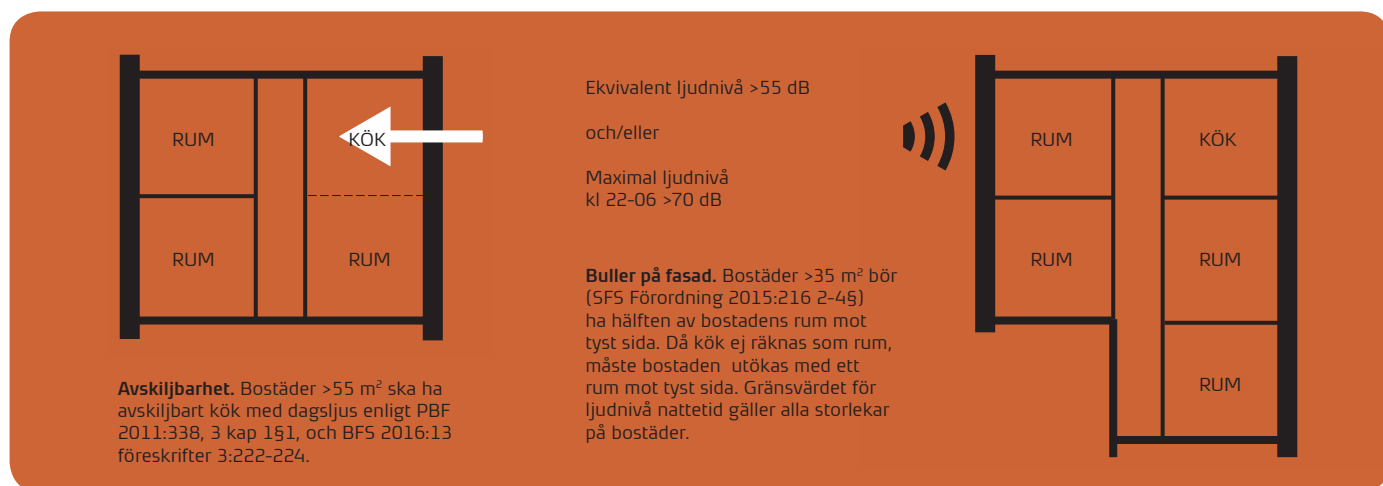 RUM
KÖK
RUM
RUM
Avskiljbarhet. Bostäder >55 m² ska ha
avskiljbart kök med dagsljus enligt PBF
2011:338, 3 kap 1§1, och BFS 2016:13
föreskrifter 3:222-224.
Ekvivalent ljudnivå >55 dB
och/eller
Maximal ljudnivå
kl 22-06 >70 dB
Buller på fasad. Bostäder >35 m² bör
(SFS Förordning 2015:216 2-4§)
ha hälften av bostadens rum mot
tyst sida. Då kök ej räknas som rum,
måste bostaden utökas med ett
rum mot tyst sida. Gränsvärdet för
ljudnivå nattetid gäller alla storlekar
på bostäder.
RUM
KÖK
RUM
RUM
RUM